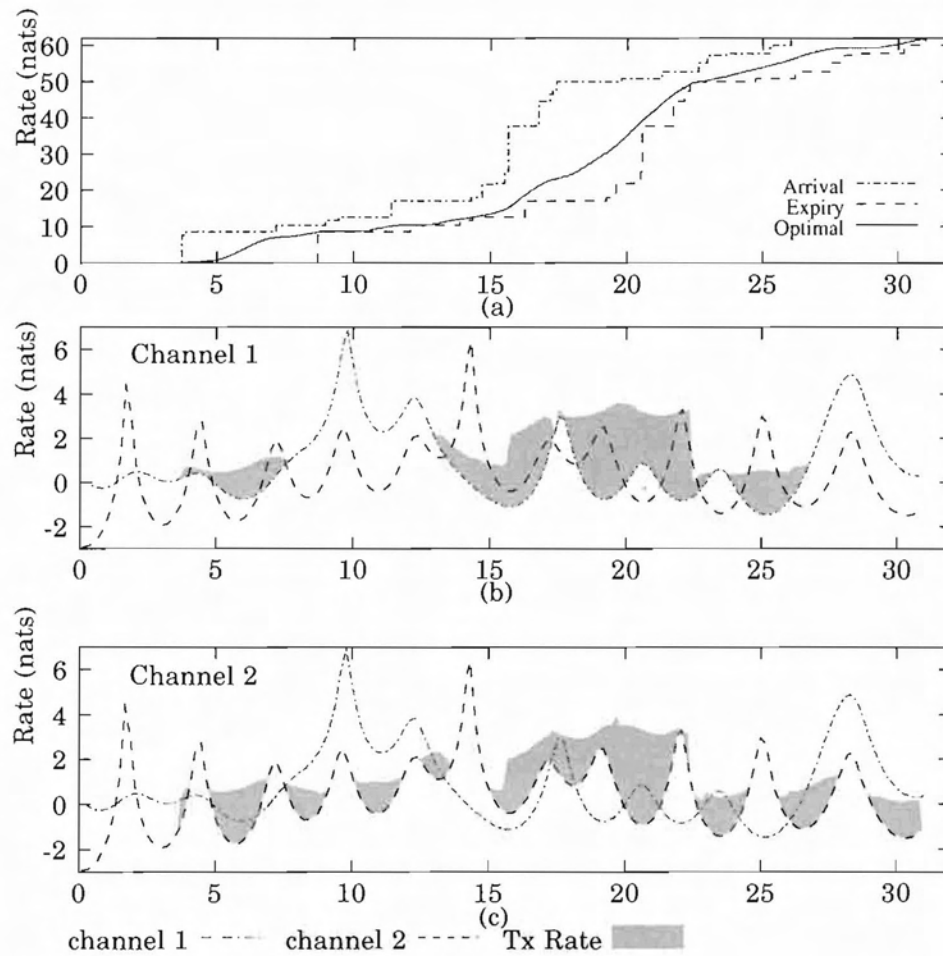 Rate (nats)
60
50
40
30
20
10
0
Arrival
Expiry
Optimal
0 5 10 15 20 25 30
(a)
Rate (nats)
Channel 1
6
4
2
0
-2
0 5 10 15 20 25 30
(b)
Rate (nats)
Channel 2
6
4
2
0
-2
0 5 10 15 20 25 30
(c)
channel 1 channel 2 Tx Rate